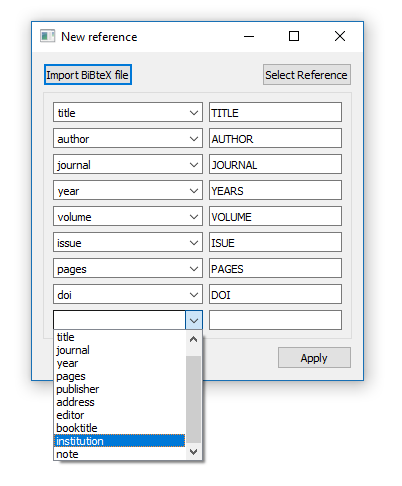 New reference
Import BiBteX file Select Reference
title TITLE
author AUTHOR
journal JOURNAL
year YEARS
volume VOLUME
issue ISUE
pages PAGES
doi DOI
title
journal
year
pages
publisher
address
editor
booktitle
institution
note
Apply